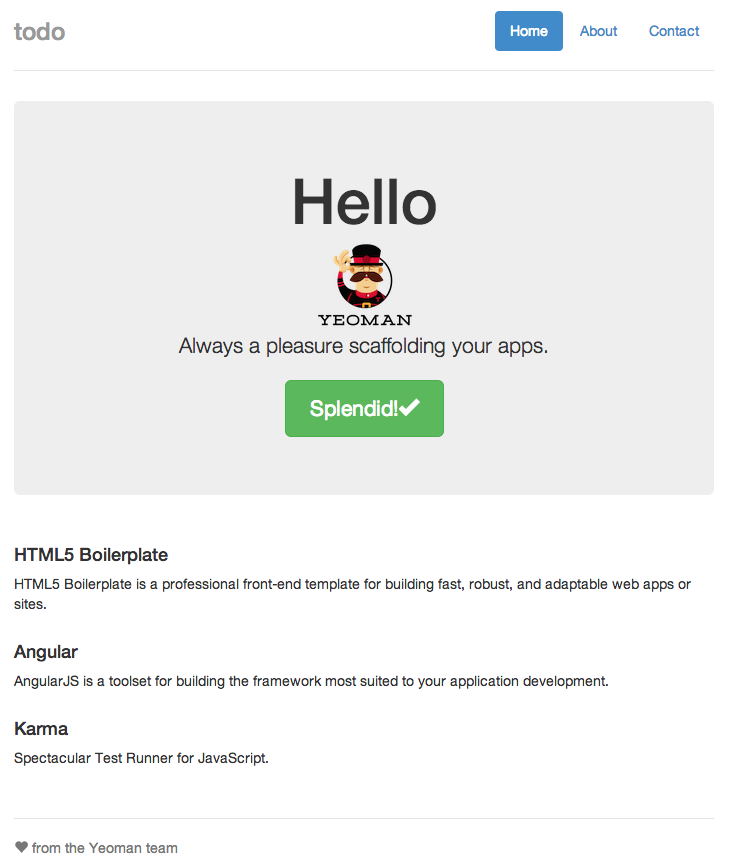 todo
Home
About
Contact
Hello
YEOMAN
Always a pleasure scaffolding your apps.
Splendid!
HTML5 Boilerplate
HTML5 Boilerplate is a professional front-end template for building fast, robust, and adaptable web apps or
sites.
Angular
AngularJS is a toolset for building the framework most suited to your application development.
Karma
Spectacular Test Runner for JavaScript.
from the Yeoman team